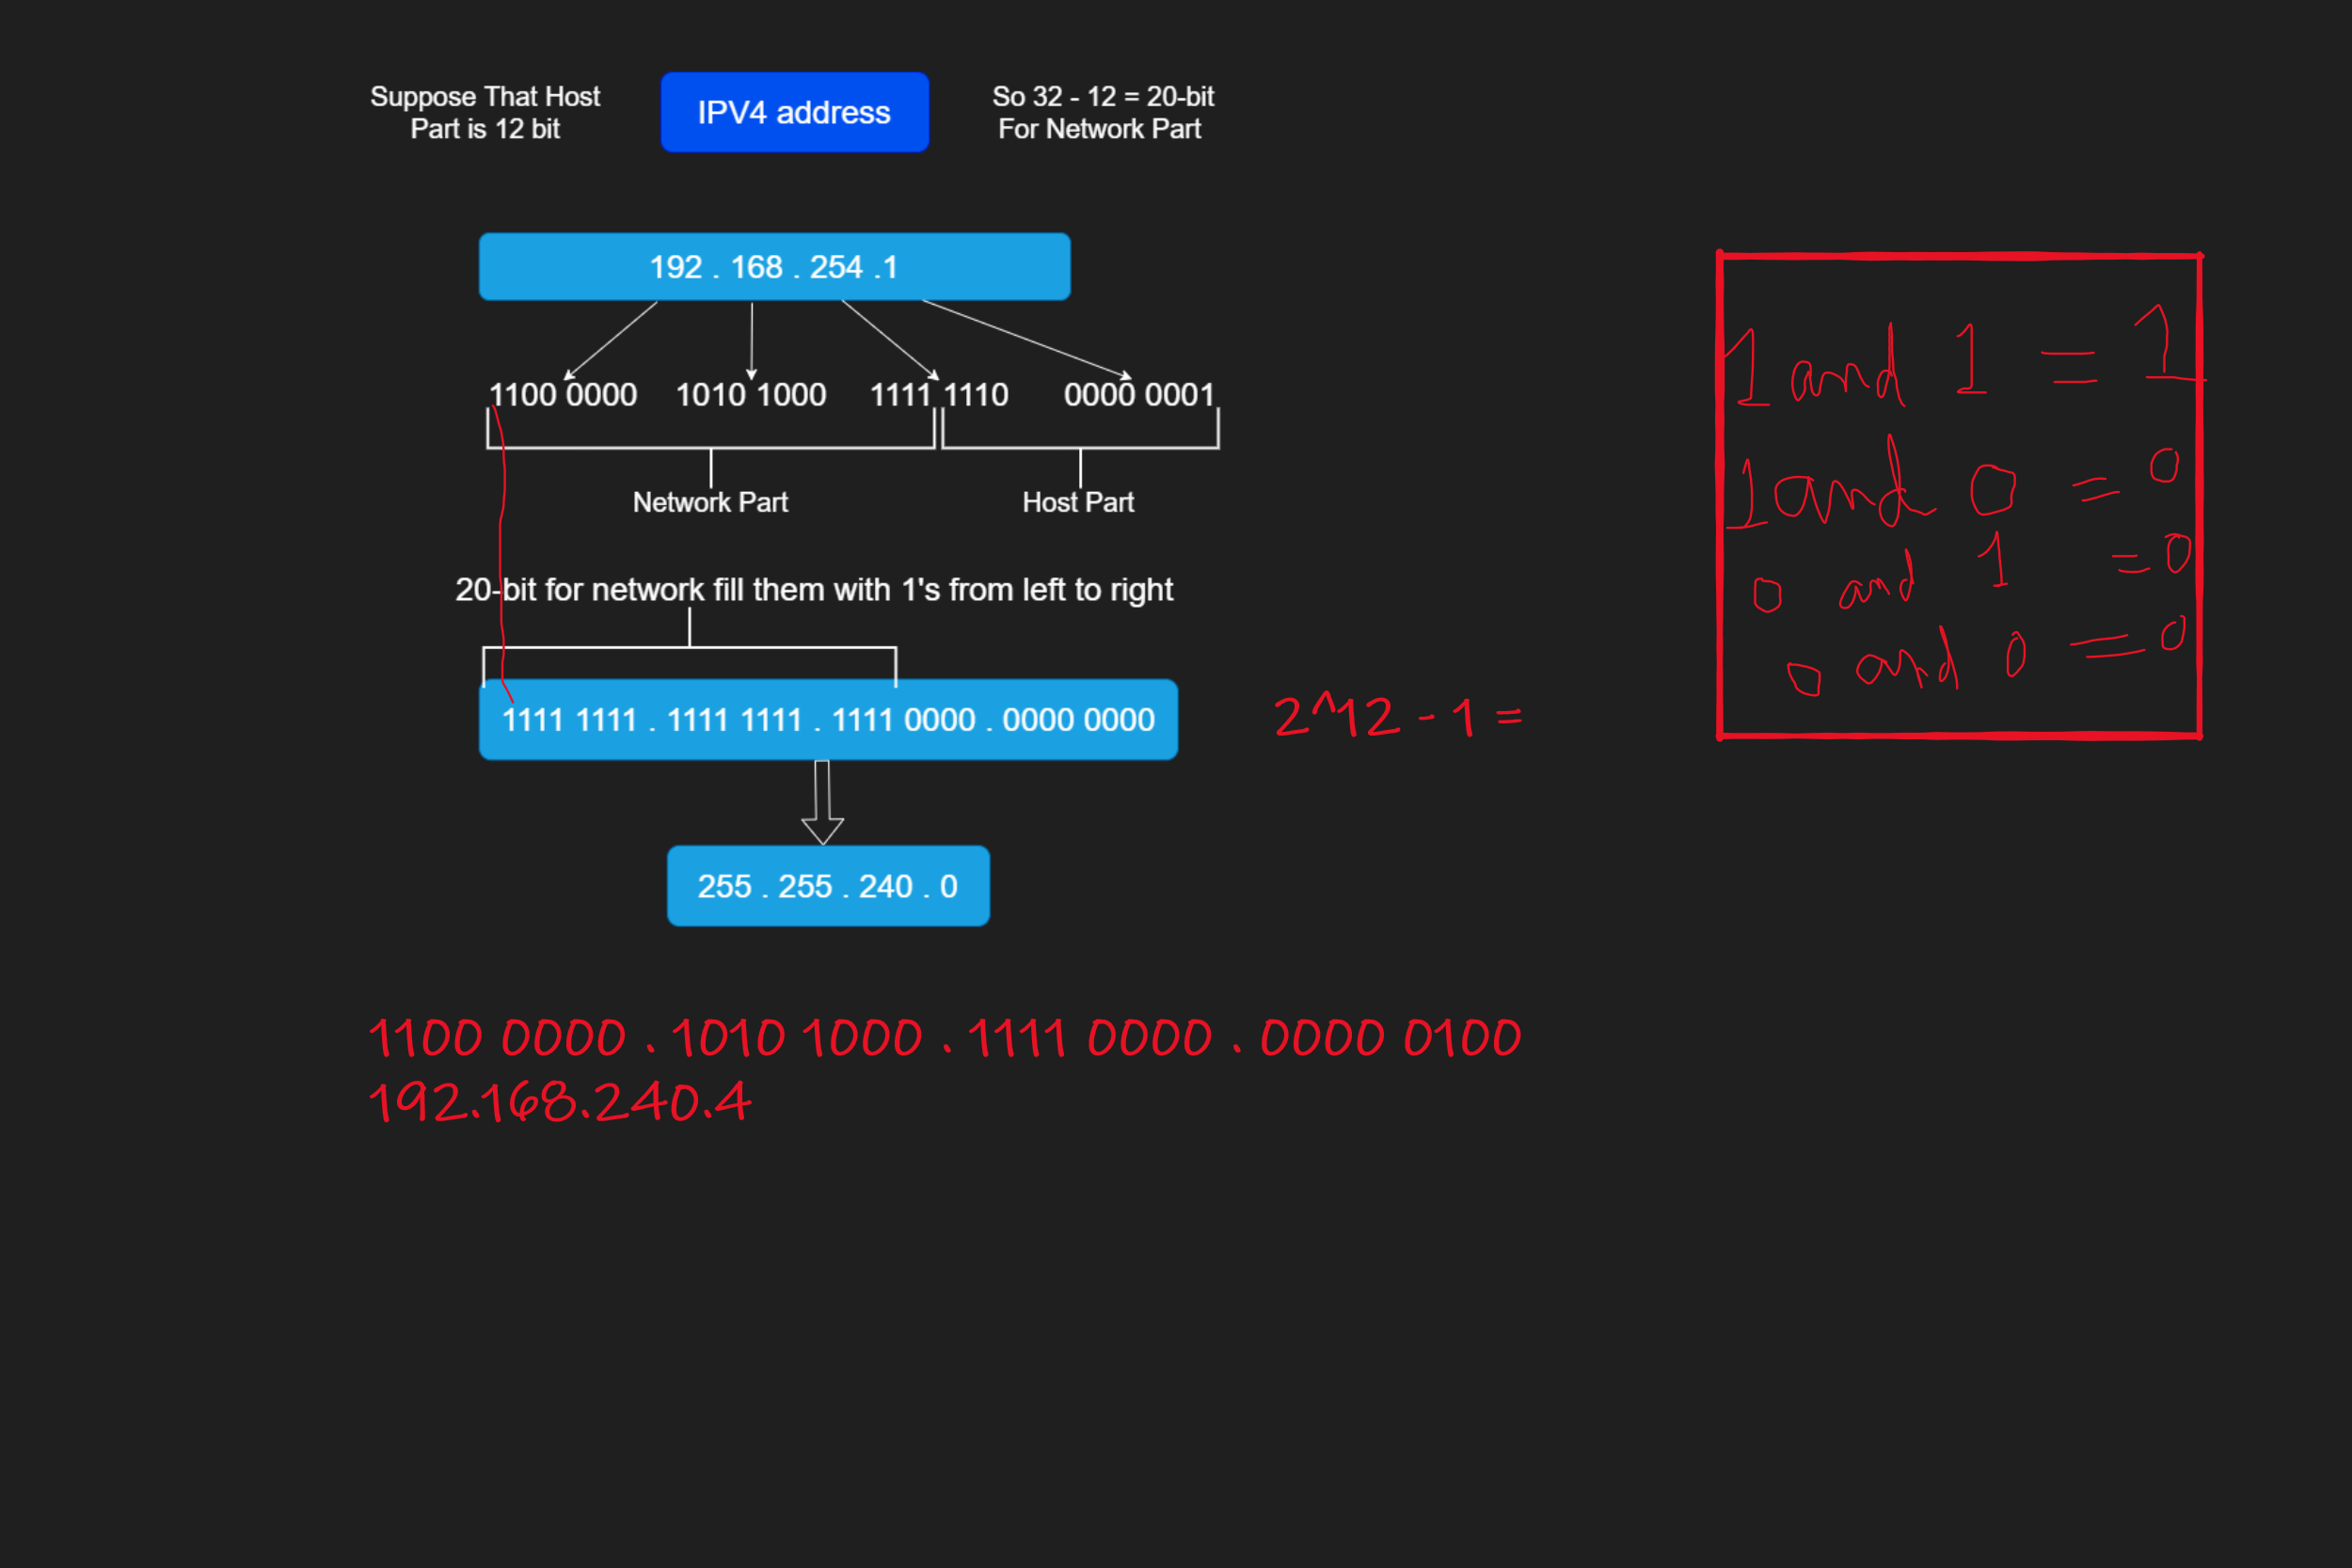 Suppose That Host
Part is 12 bit
IPV4 address
So 32 - 12 = 20-bit
For Network Part
192 . 168 . 254 .1
1100 0000 1010 1000 1111 1110 0000 0001
Network Part
Host Part
20-bit for network fill them with 1's from left to right
1111 1111 . 1111 1111 . 1111 0000 . 0000 0000
2^12 - 1 =
255 . 255 . 240 . 0
1100 0000 . 1010 1000 . 1111 0000 . 0000 0100
192.168.240.4
1 and 1 = 1
1 and 0 = 0
0 and 1 = 0
0 and 0 = 0